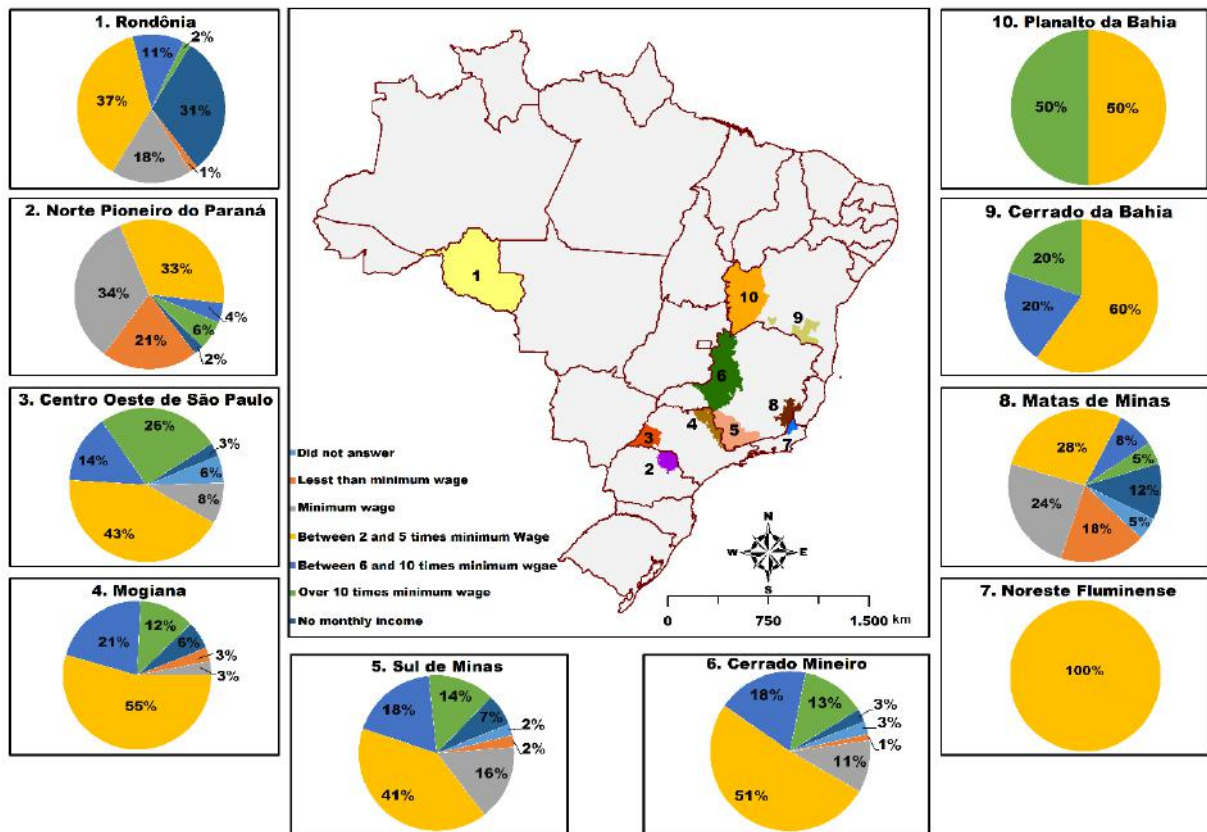 1. Rondônia
11%
2%
37%
31%
18%
1%
2. Norte Pioneiro do Paraná
33%
34%
4%
6%
21%
2%
3. Centro Oeste de São Paulo
26%
3%
14%
6%
8%
43%
4. Mogiana
12%
21%
6%
3%
3%
55%
1
10
9
6
8
4
5
7
3
2
Did not answer
Lesst than minimum wage
Minimum wage
Between 2 and 5 times minimum Wage
Between 6 and 10 times minimum wgae
Over 10 times minimum wage
No monthly income
N
W E
S
0 750 1.500 km
5. Sul de Minas
14%
18%
7%
2%
2%
16%
41%
6. Cerrado Mineiro
18%
13%
3%
3%
1%
11%
51%
10. Planalto da Bahia
50%
50%
9. Cerrado da Bahia
20%
20%
60%
8. Matas de Minas
28%
8%
5%
12%
24%
5%
18%
7. Noreste Fluminense
100%